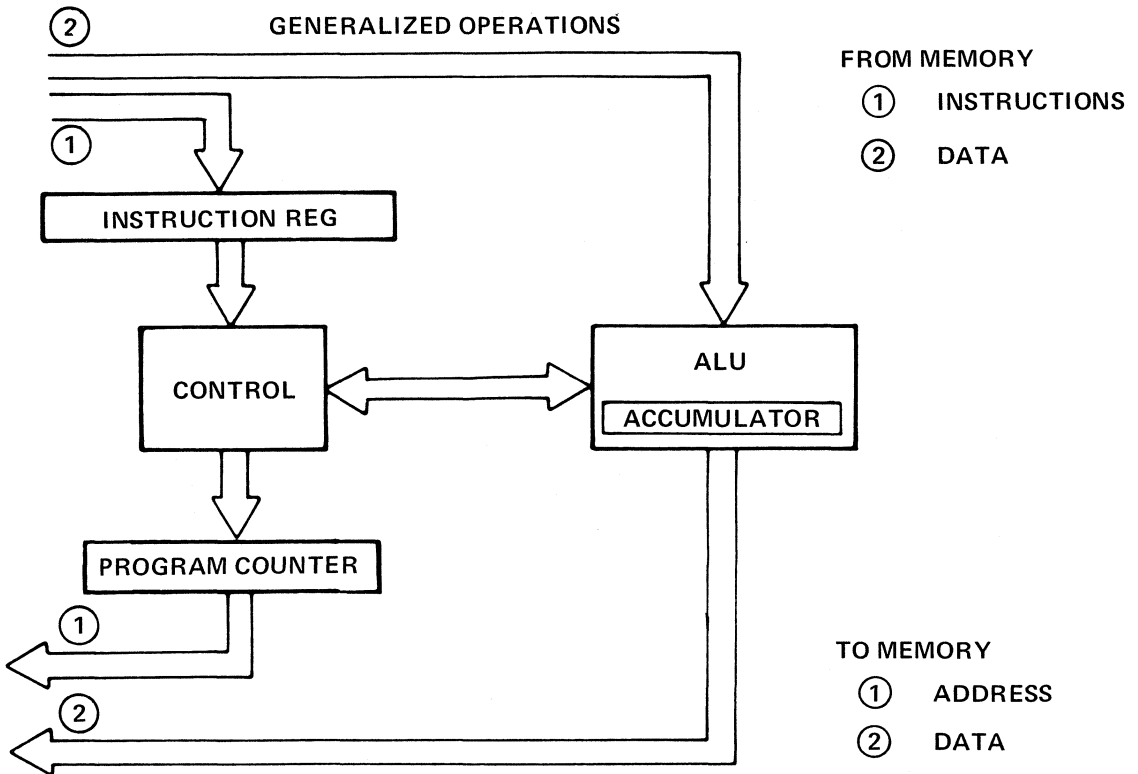 ② GENERALIZED OPERATIONS
FROM MEMORY
① INSTRUCTIONS
② DATA
①
INSTRUCTION REG
CONTROL
ALU
ACCUMULATOR
PROGRAM COUNTER
①
②
TO MEMORY
① ADDRESS
② DATA